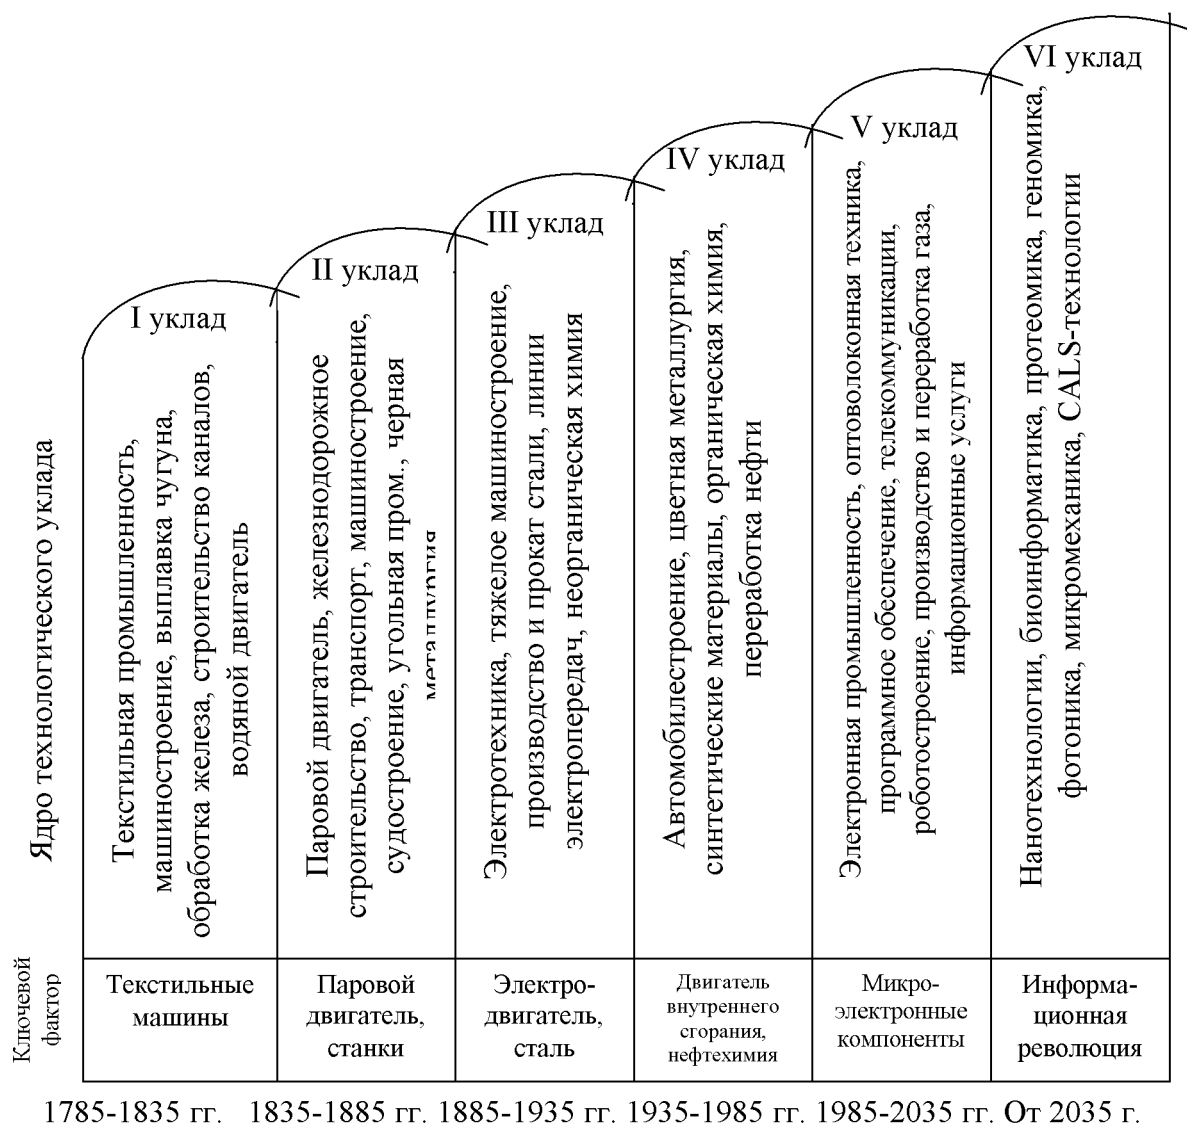 VI уклад
V уклад
IV уклад
III уклад
II уклад
I уклад
Ядро технологического уклада
Текстильная промышленность,
машиностроение, выплавка чугуна,
обработка железа, строительство каналов,
водяной двигатель
Паровой двигатель, железнодорожное
строительство, транспорт, машиностроение,
судостроение, угольная пром., черная
металлургия
Электротехника, тяжелое машиностроение,
производство и прокат стали, линии
электропередач, неорганическая химия
Автомобилестроение, цветная металлургия,
синтетические материалы, органическая химия,
переработка нефти
Электронная промышленность, оптоволоконная техника,
программное обеспечение, телекоммуникации,
роботостроение, производство и переработка газа,
информационные услуги
Нанотехнологии, биоинформатика, протеомика, геномика,
фотоника, микромеханика, CALS-технологии
Ключевой
фактор
Текстильные
машины
Паровой
двигатель,
станки
Электро-
двигатель,
сталь
Двигатель
внутреннего
сгорания,
нефтехимия
Микро-
электронные
компоненты
Информа-
ционная
революция
1785-1835 гг.
1835-1885 гг.
1885-1935 гг.
1935-1985 гг.
1985-2035 гг.
От 2035 г.